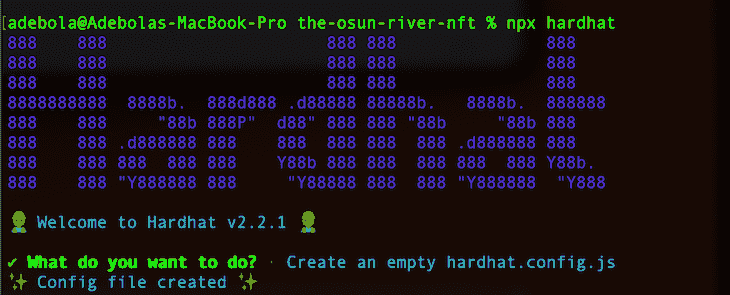 [adebola@Adebolas-MacBook-Pro the-osun-river-nft % npx hardhat
888    888                      888 888               888
888    888                      888 888               888
888    888                      888 888               888
8888888888  8888b.  888d888 .d88888 88888b.   8888b.  888888
888    888     "88b 888P"  d88" 888 888 "88b     "88b 888
888    888 .d888888 888    888  888 888  888 .d888888 888
888    888 888  888 888    Y88b 888 888  888 888  888 Y88b.
888    888 "Y888888 888     "Y88888 888  888 "Y888888  "Y888
👷 Welcome to Hardhat v2.2.1 👷
✔ What do you want to do? · Create an empty hardhat.config.js
✨ Config file created ✨